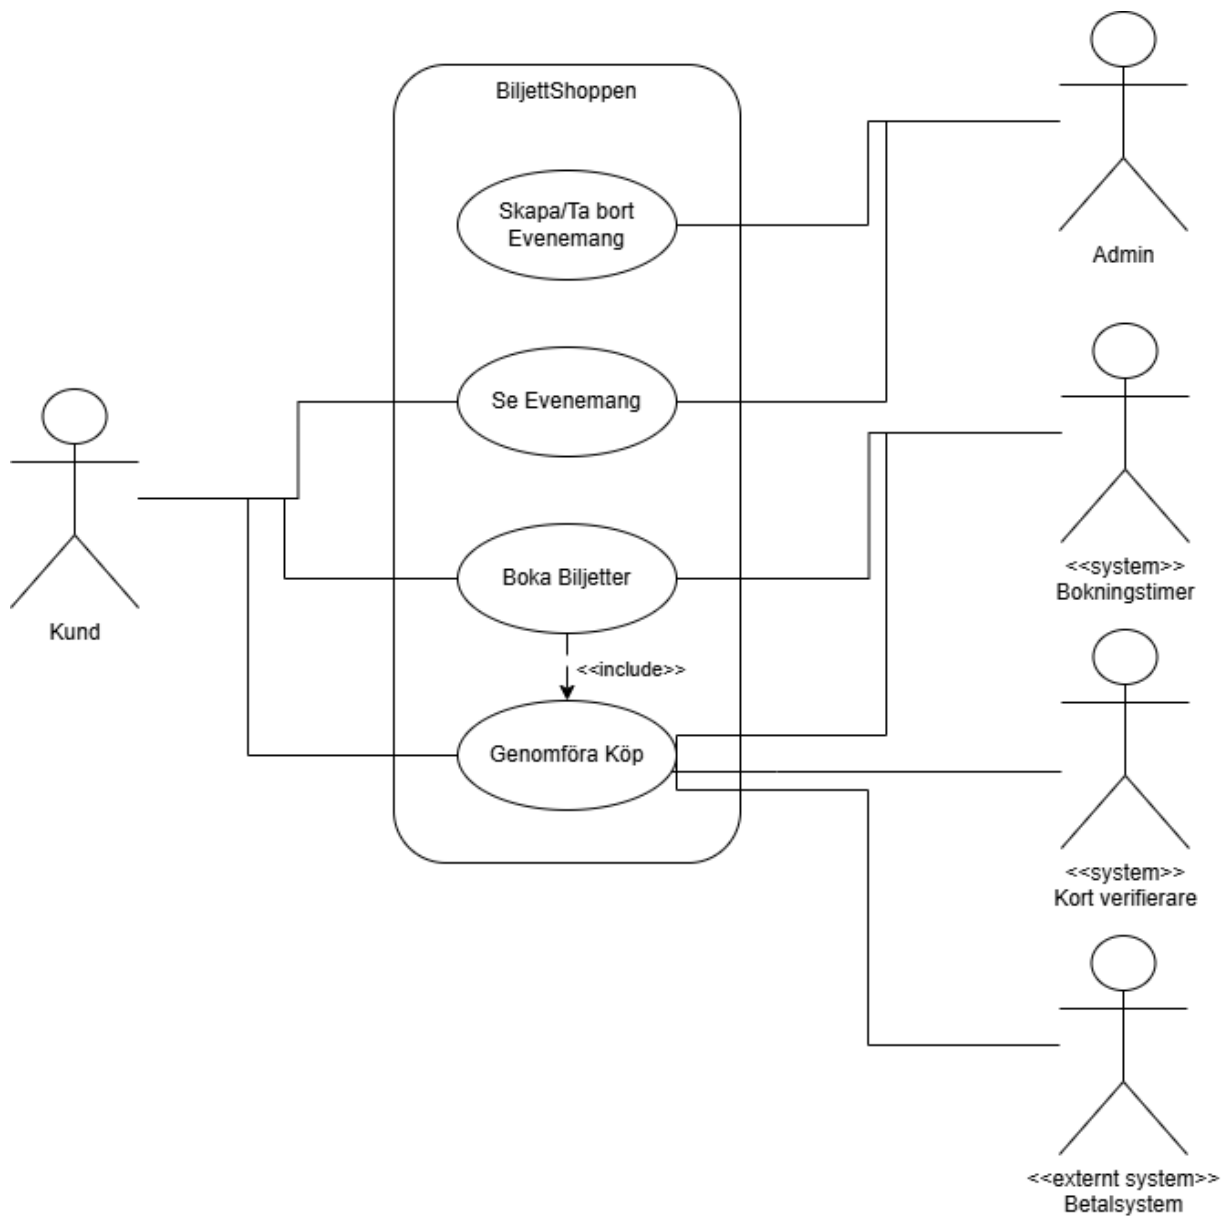 BiljettShoppen
Skapa/Ta bort
Evenemang
Admin
Se Evenemang
Boka Biljetter
<<system>>
Bokningstimer
Kund
<<include>>
Genomföra Köp
<<system>>
Kort verifierare
<<externt system>>
Betalsystem